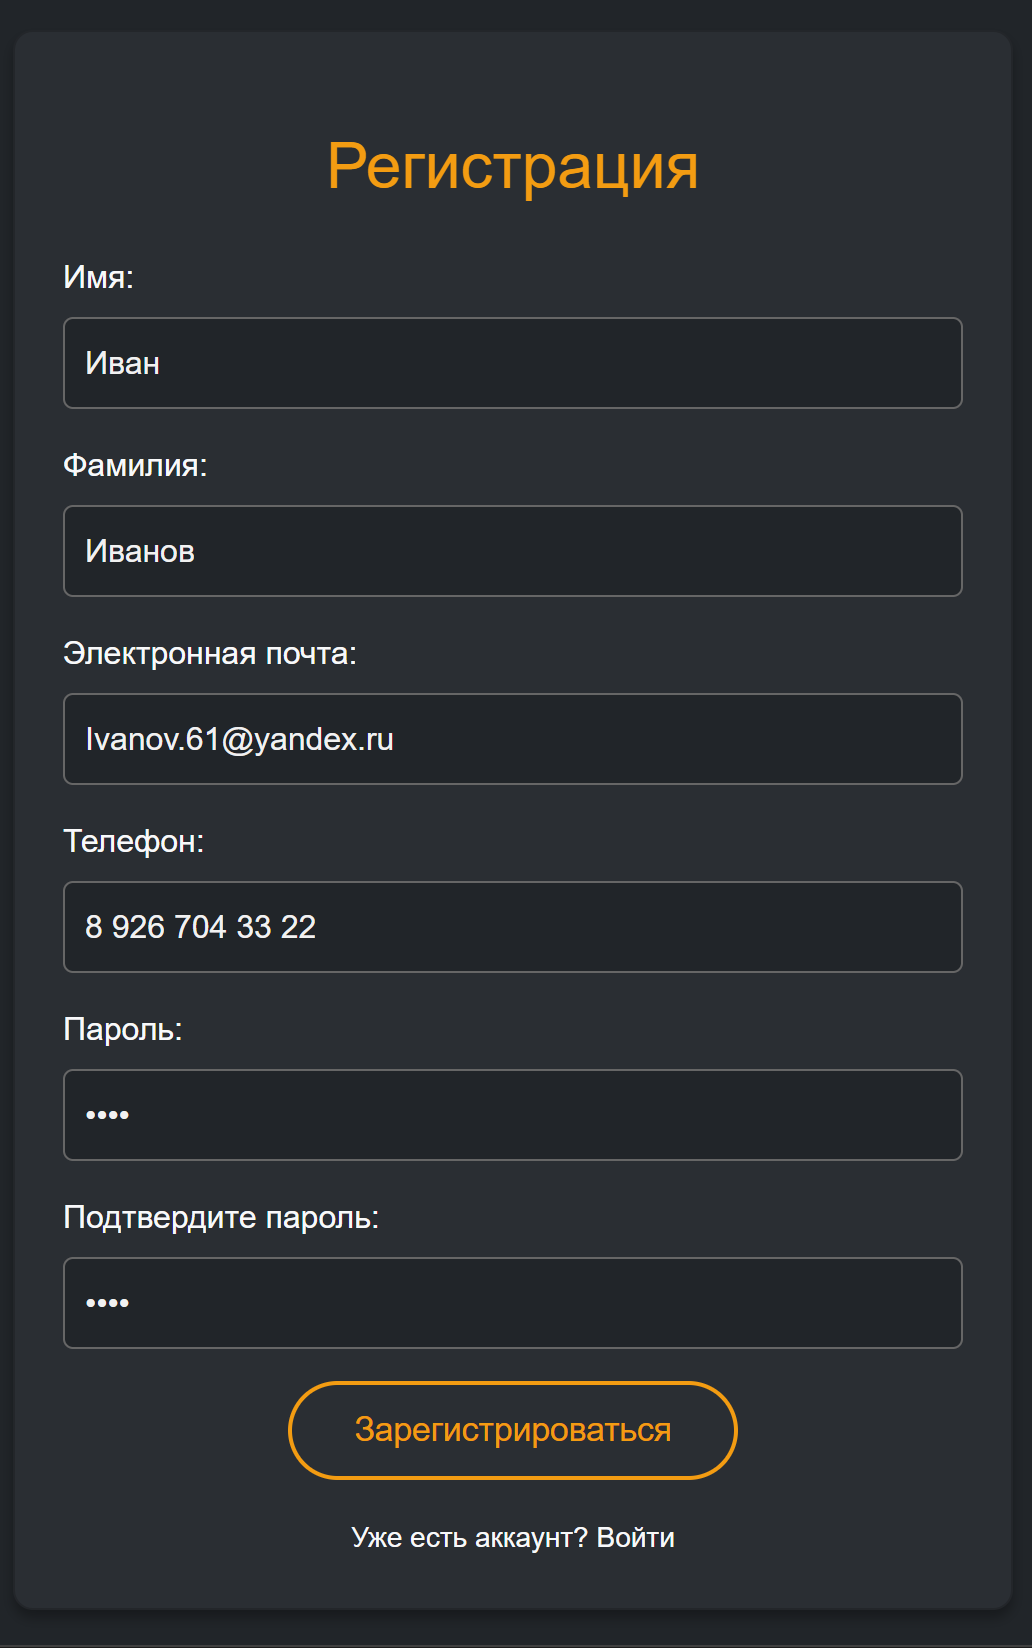 Регистрация
Имя:
Иван
Фамилия:
Иванов
Электронная почта:
Ivanov.61@yandex.ru
Телефон:
8 926 704 33 22
Пароль:
••••
Подтвердите пароль:
••••
Зарегистрироваться
Уже есть аккаунт? Войти